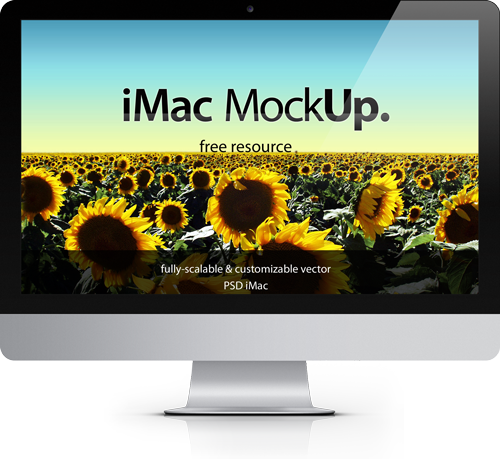 iMac MockUp.
free resource.
fully-scalable & customizable vector
PSD iMac